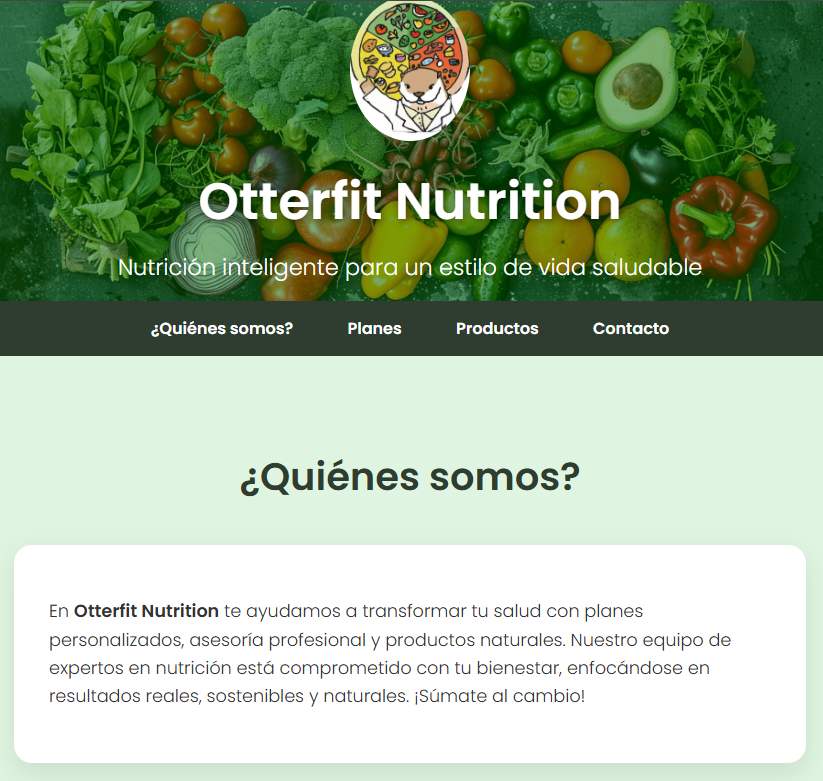 Otterfit Nutrition
Nutrición inteligente para un estilo de vida saludable
¿Quiénes somos?
Planes
Productos
Contacto
¿Quiénes somos?
En Otterfit Nutrition te ayudamos a transformar tu salud con planes
personalizados, asesoría profesional y productos naturales. Nuestro equipo de
expertos en nutrición está comprometido con tu bienestar, enfocándose en
resultados reales, sostenibles y naturales. ¡Súmate al cambio!